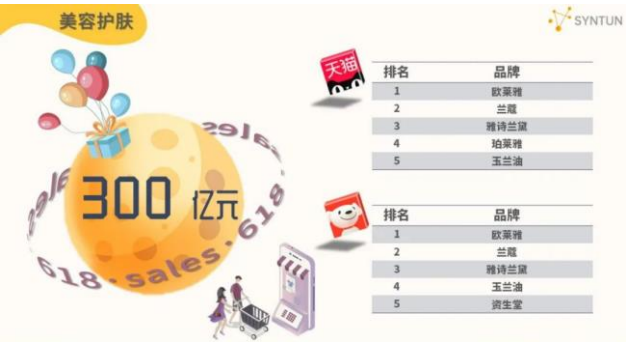 美容护肤
SYNTUN
300 亿元
618·sales·618
sales
天猫
排名 品牌
1 欧莱雅
2 兰蔻
3 雅诗兰黛
4 珀莱雅
5 玉兰油
排名 品牌
1 欧莱雅
2 兰蔻
3 雅诗兰黛
4 玉兰油
5 资生堂